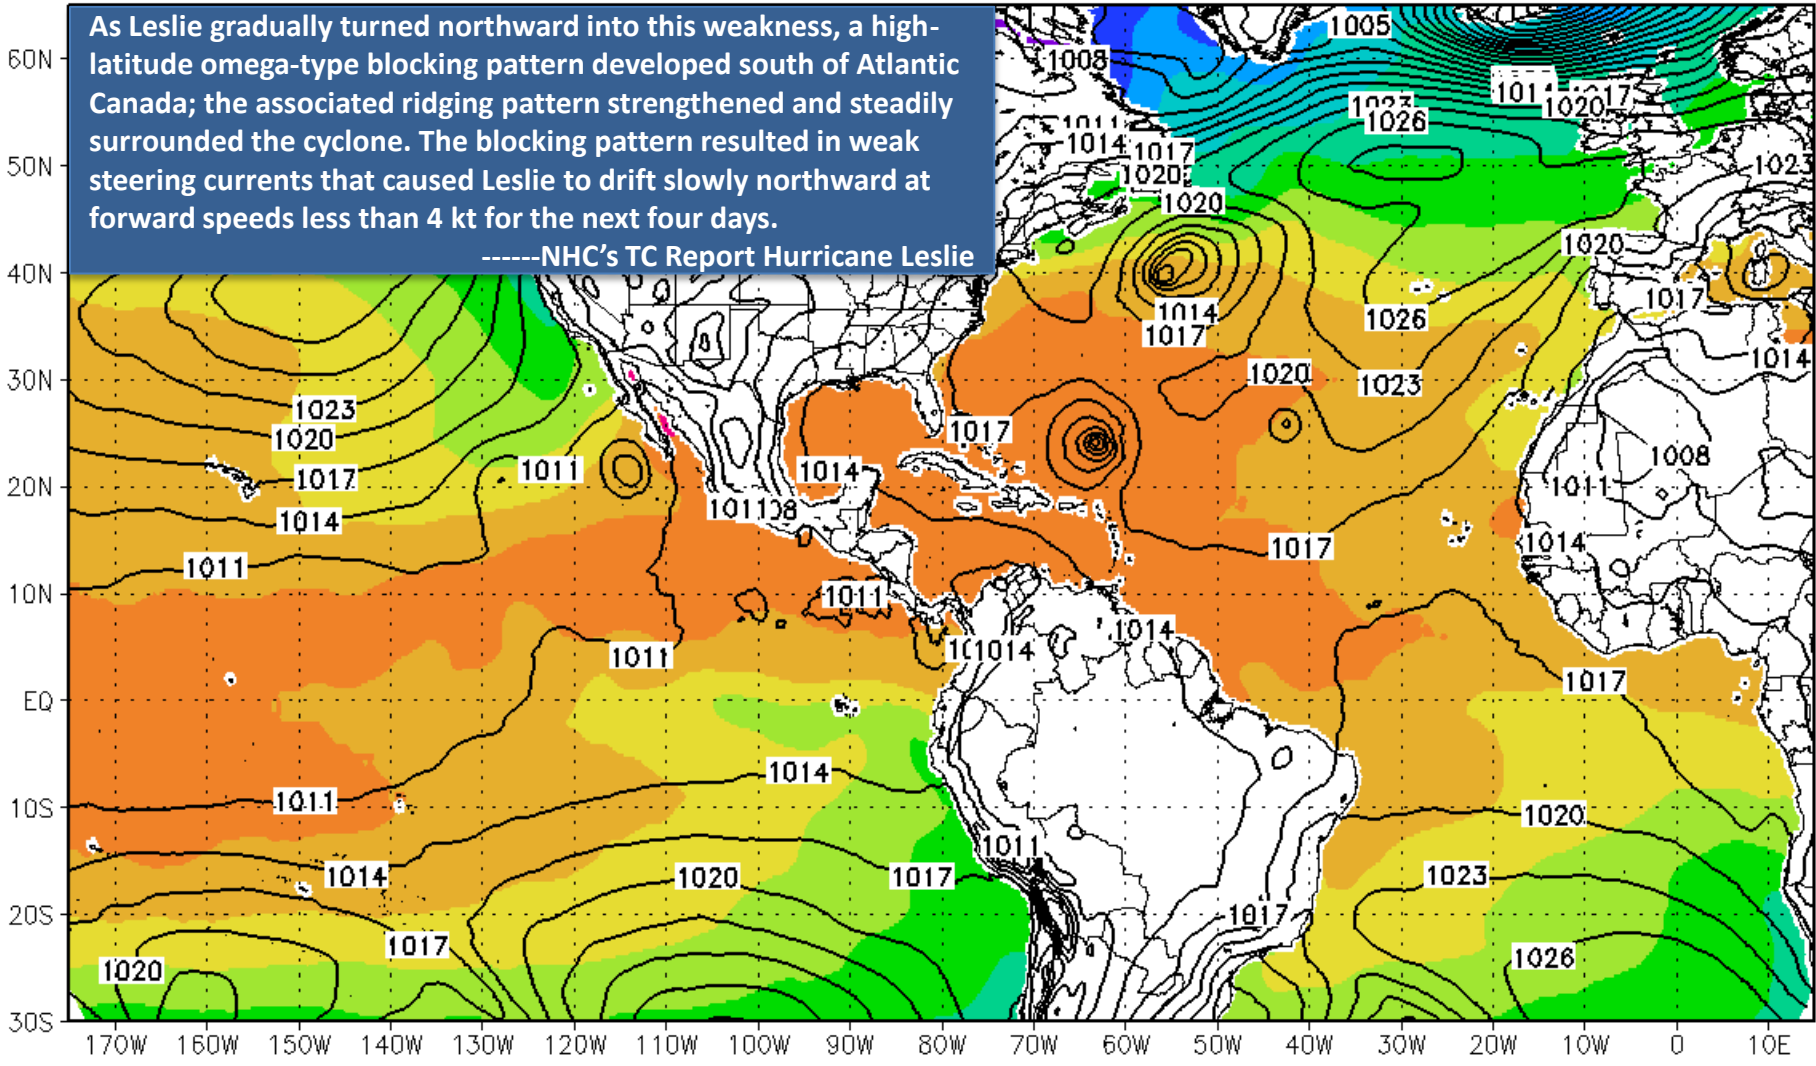 As Leslie gradually turned northward into this weakness, a high-
latitude omega-type blocking pattern developed south of Atlantic
Canada; the associated ridging pattern strengthened and steadily
surrounded the cyclone. The blocking pattern resulted in weak
steering currents that caused Leslie to drift slowly northward at
forward speeds less than 4 kt for the next four days.
------NHC's TC Report Hurricane Leslie
60N
50N
40N
30N
20N
10N
EQ
10S
20S
30S
1005
1008
1014 1017
1020
1023
1026
1011
1014
1017
1020
1023
1020
1020
1017
1014
1017
1026
1014
1020
1023
1023
1020
1017
1017
1011
1014
1008
1011
1014
1011
1014
1017
1011
1011
1014
1014
1011
1017
1014
1011
1020
1011
1014
1020
1017
1023
1017
1017
1020
1026
170W 160W 150W 140W 130W 120W 110W 100W 90W 80W 70W 60W 50W 40W 30W 20W 10W 0 10E